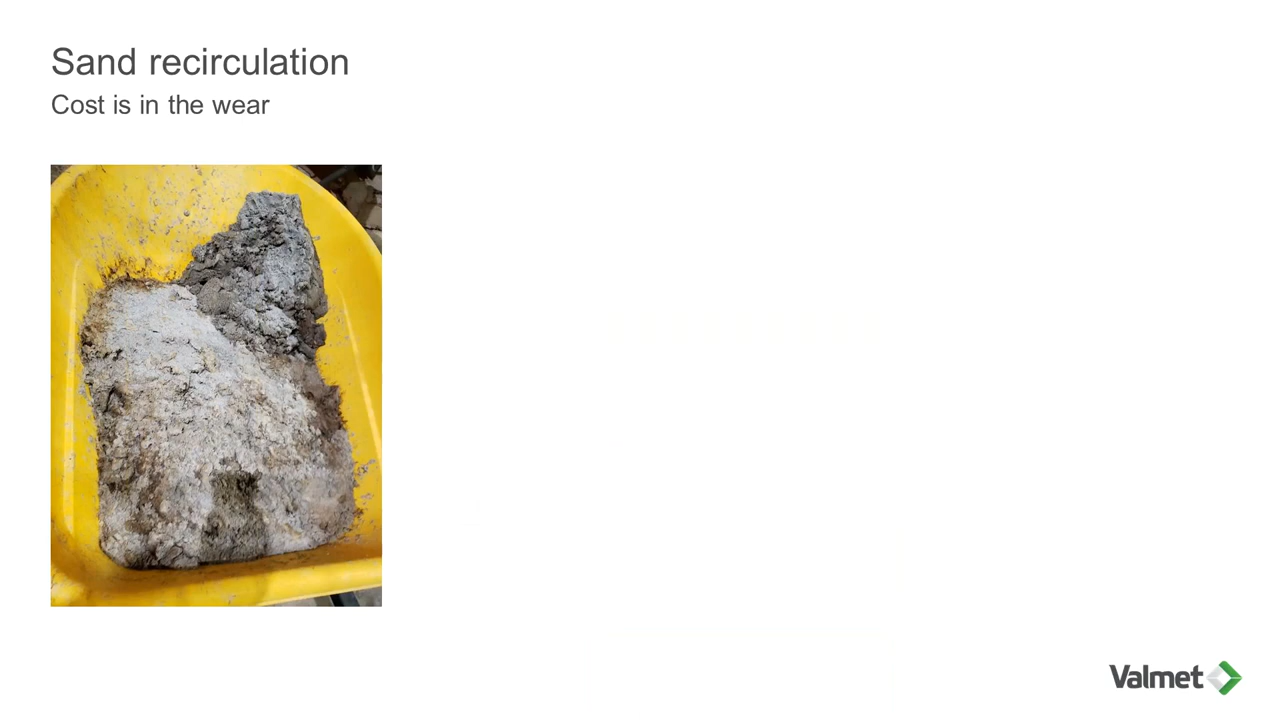 Sand recirculation
Cost is in the wear
Valmet